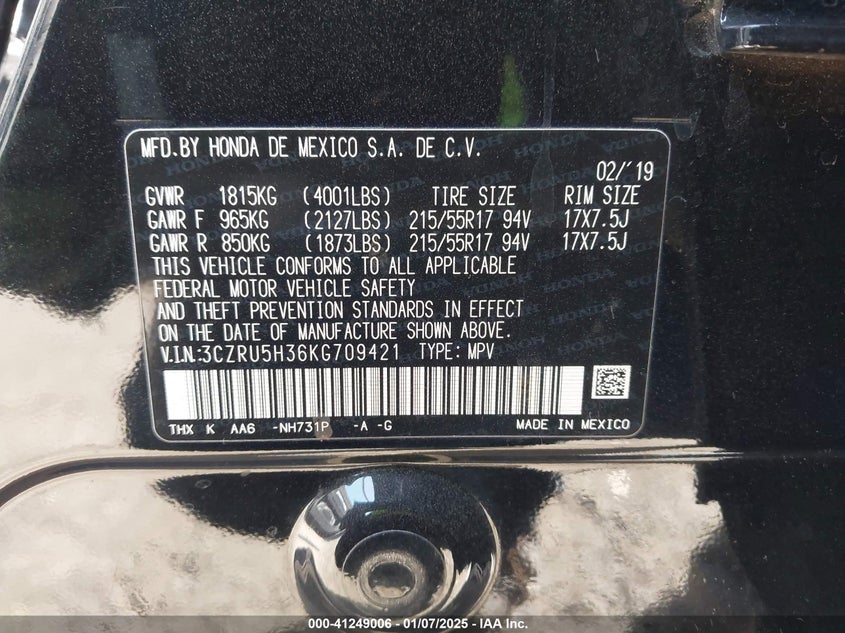 MFD.BY HONDA DE MEXICO S.A. DE C.V.
02/'19
GVWR 1815KG (4001LBS) TIRE SIZE RIM SIZE
GAWR F 965KG (2127LBS) 215/55R17 94V 17X7.5J
GAWR R 850KG (1873LBS) 215/55R17 94V 17X7.5J
THIS VEHICLE CONFORMS TO ALL APPLICABLE
FEDERAL MOTOR VEHICLE SAFETY
AND THEFT PREVENTION STANDARDS IN EFFECT
ON THE DATE OF MANUFACTURE SHOWN ABOVE.
V.I.N.:3CZRU5H36KG709421 TYPE: MPV
THX K AA6 -NH731P -A -G MADE IN MEXICO
000-41249006 - 01/07/2025 - IAA Inc.